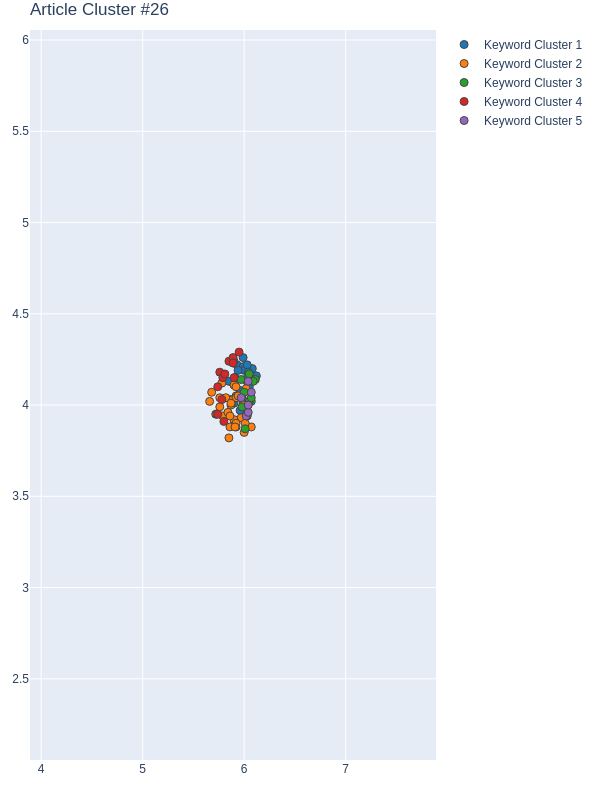 Article Cluster #26
Keyword Cluster 1
Keyword Cluster 2
Keyword Cluster 3
Keyword Cluster 4
Keyword Cluster 5
6
5.5
5
4.5
4
3.5
3
2.5
4 5 6 7